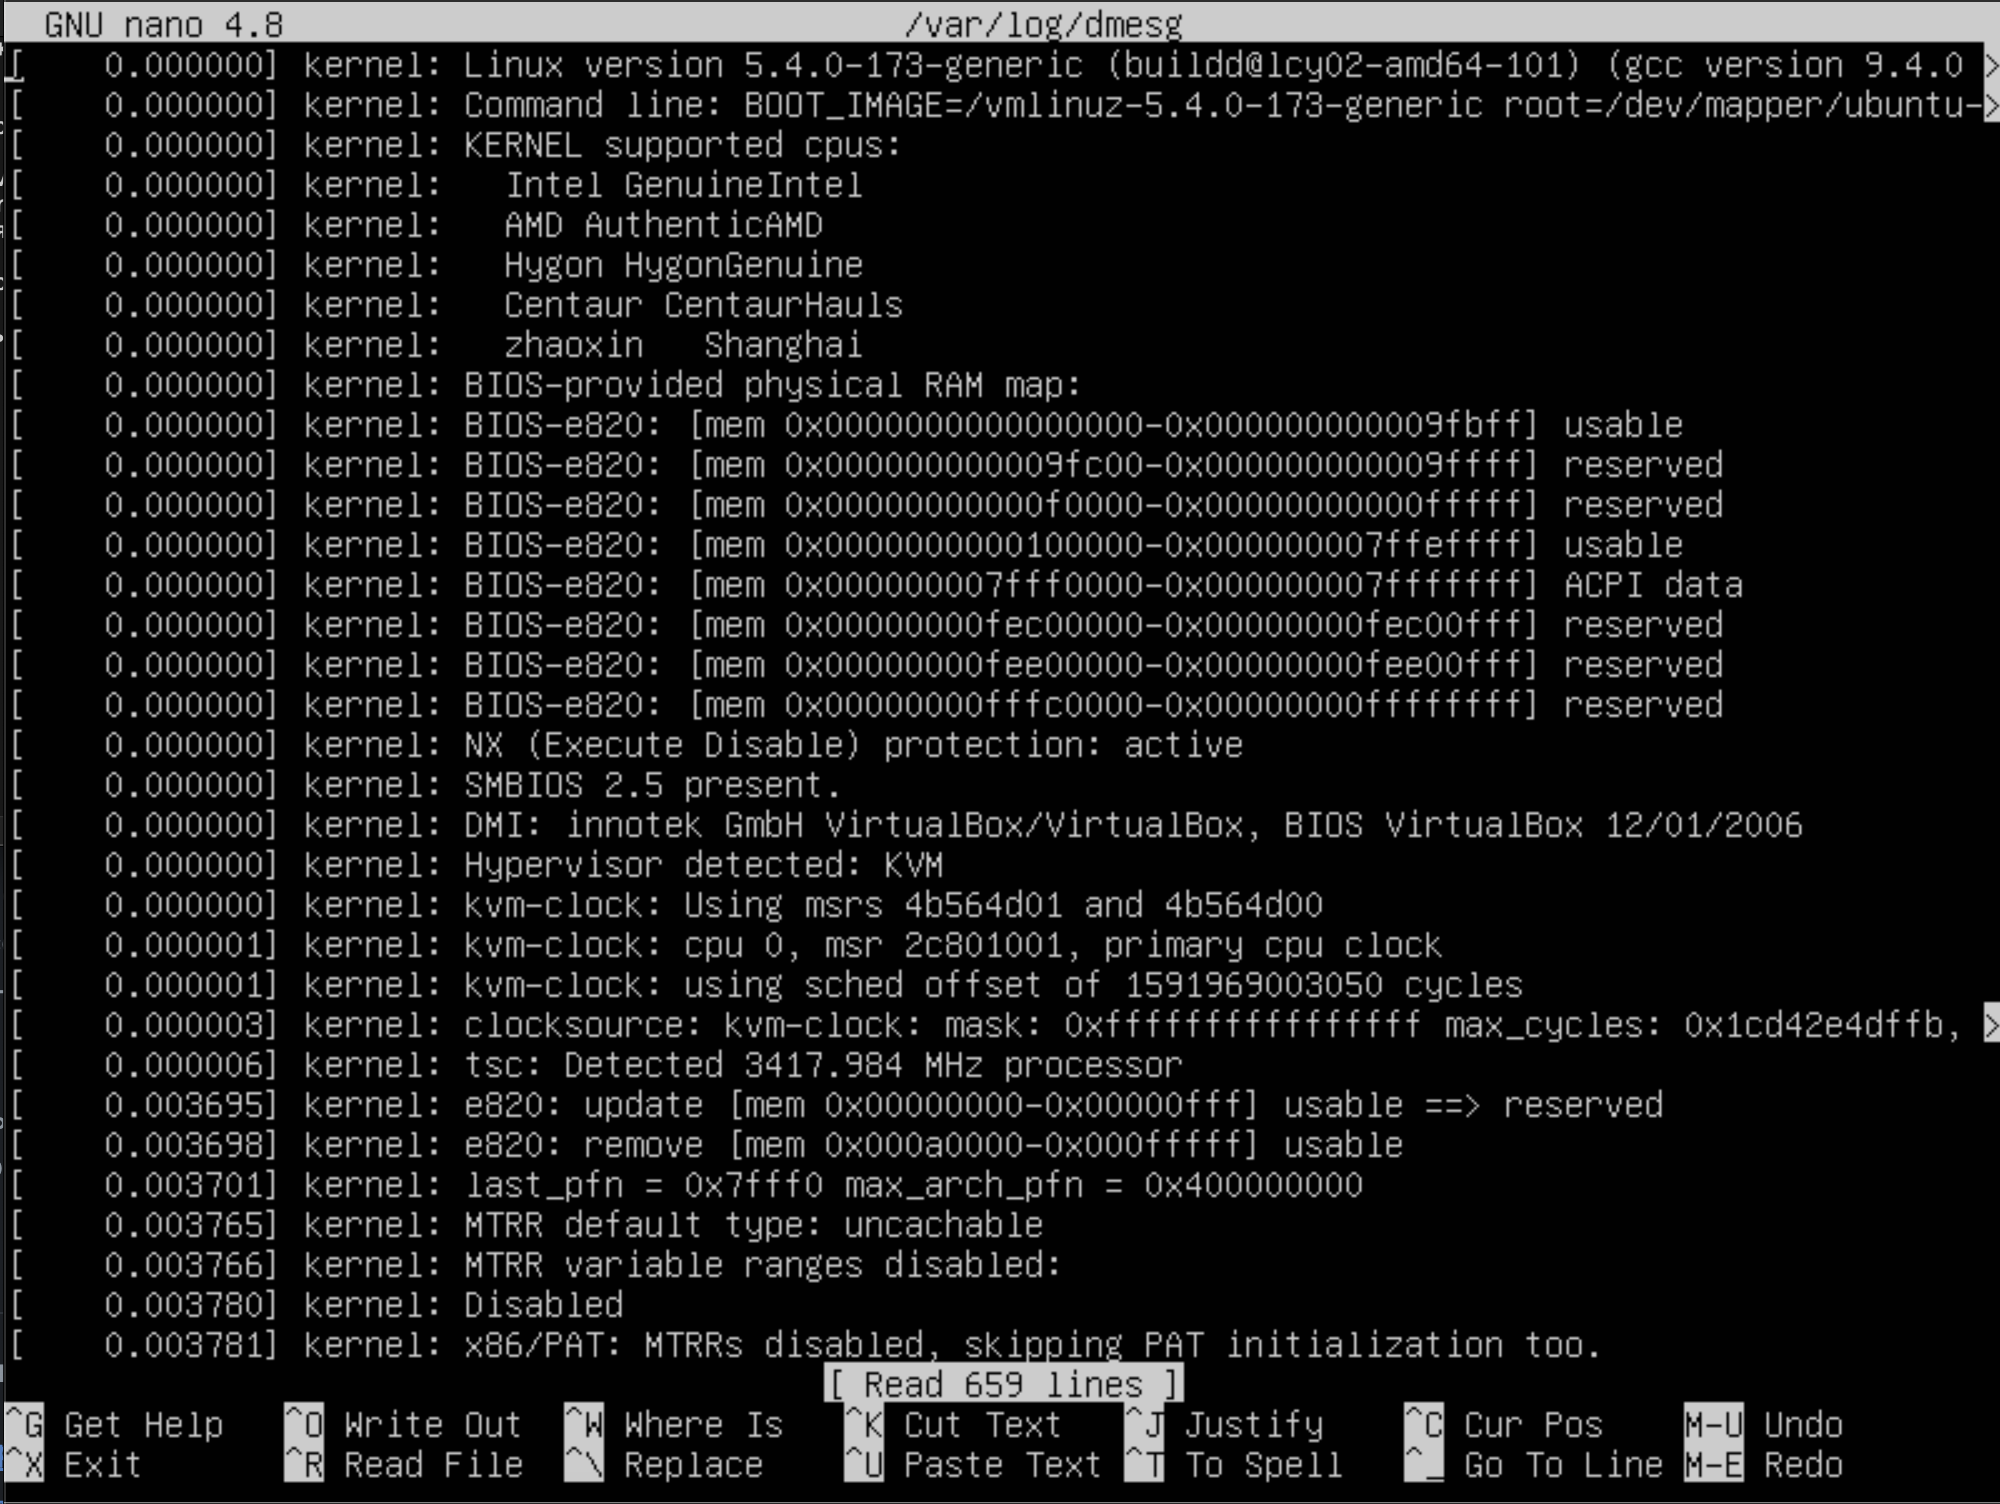 GNU nano 4.8 /var/log/dmesg
[    0.000000] kernel: Linux version 5.4.0-173-generic (buildd@lcy02-amd64-101) (gcc version 9.4.0 >
[    0.000000] kernel: Command line: BOOT_IMAGE=/vmlinuz-5.4.0-173-generic root=/dev/mapper/ubuntu->
[    0.000000] kernel: KERNEL supported cpus:
[    0.000000] kernel:   Intel GenuineIntel
[    0.000000] kernel:   AMD AuthenticAMD
[    0.000000] kernel:   Hygon HygonGenuine
[    0.000000] kernel:   Centaur CentaurHauls
[    0.000000] kernel:   zhaoxin   Shanghai
[    0.000000] kernel: BIOS-provided physical RAM map:
[    0.000000] kernel: BIOS-e820: [mem 0x0000000000000000-0x000000000009fbff] usable
[    0.000000] kernel: BIOS-e820: [mem 0x000000000009fc00-0x000000000009ffff] reserved
[    0.000000] kernel: BIOS-e820: [mem 0x00000000000f0000-0x00000000000fffff] reserved
[    0.000000] kernel: BIOS-e820: [mem 0x0000000000100000-0x000000007ffeffff] usable
[    0.000000] kernel: BIOS-e820: [mem 0x000000007fff0000-0x000000007fffffff] ACPI data
[    0.000000] kernel: BIOS-e820: [mem 0x00000000fec00000-0x00000000fec00fff] reserved
[    0.000000] kernel: BIOS-e820: [mem 0x00000000fee00000-0x00000000fee00fff] reserved
[    0.000000] kernel: BIOS-e820: [mem 0x00000000fffc0000-0x00000000ffffffff] reserved
[    0.000000] kernel: NX (Execute Disable) protection: active
[    0.000000] kernel: SMBIOS 2.5 present.
[    0.000000] kernel: DMI: innotek GmbH VirtualBox/VirtualBox, BIOS VirtualBox 12/01/2006
[    0.000000] kernel: Hypervisor detected: KVM
[    0.000000] kernel: kvm-clock: Using msrs 4b564d01 and 4b564d00
[    0.000001] kernel: kvm-clock: cpu 0, msr 2c801001, primary cpu clock
[    0.000001] kernel: kvm-clock: using sched offset of 1591969003050 cycles
[    0.000003] kernel: clocksource: kvm-clock: mask: 0xffffffffffffffff max_cycles: 0x1cd42e4dffb, >
[    0.000006] kernel: tsc: Detected 3417.984 MHz processor
[    0.003695] kernel: e820: update [mem 0x00000000-0x00000fff] usable ==> reserved
[    0.003698] kernel: e820: remove [mem 0x000a0000-0x000fffff] usable
[    0.003701] kernel: last_pfn = 0x7fff0 max_arch_pfn = 0x400000000
[    0.003765] kernel: MTRR default type: uncachable
[    0.003766] kernel: MTRR variable ranges disabled:
[    0.003780] kernel: Disabled
[    0.003781] kernel: x86/PAT: MTRRs disabled, skipping PAT initialization too.
[ Read 659 lines ]
^G Get Help ^O Write Out ^W Where Is ^K Cut Text ^J Justify ^C Cur Pos M-U Undo
^X Exit ^R Read File ^\ Replace ^U Paste Text ^T To Spell ^_ Go To Line M-E Redo